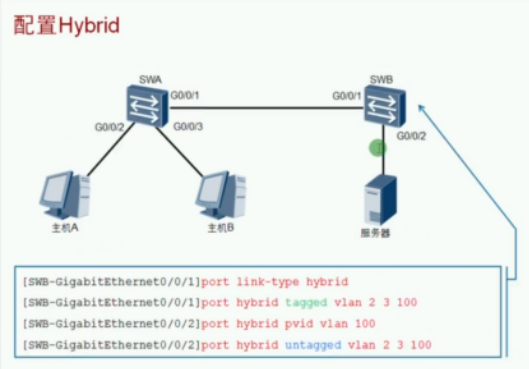 配置Hybrid
SWA
SWB
G0/0/1
G0/0/1
G0/0/2
G0/0/3
G0/0/2
主机A
主机B
服务器
[SWB-GigabitEthernet0/0/1]port link-type hybrid
[SWB-GigabitEthernet0/0/1]port hybrid tagged vlan 2 3 100
[SWB-GigabitEthernet0/0/2]port hybrid pvid vlan 100
[SWB-GigabitEthernet0/0/2]port hybrid untagged vlan 2 3 100